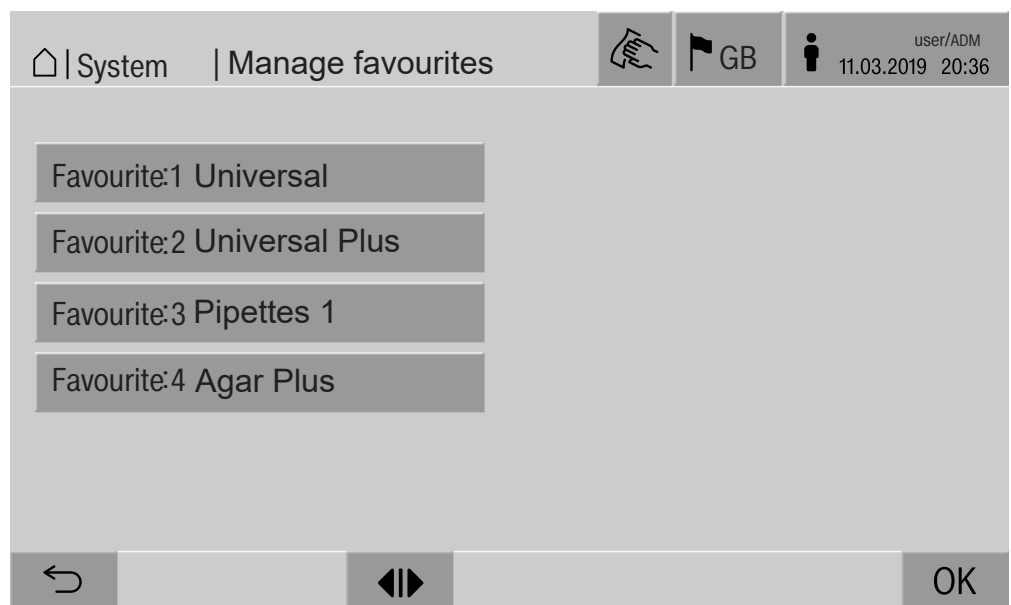 | System | Manage favourites
GB
user/ADM
11.03.2019 20:36
Favourite:1 Universal
Favourite:2 Universal Plus
Favourite:3 Pipettes 1
Favourite:4 Agar Plus
OK